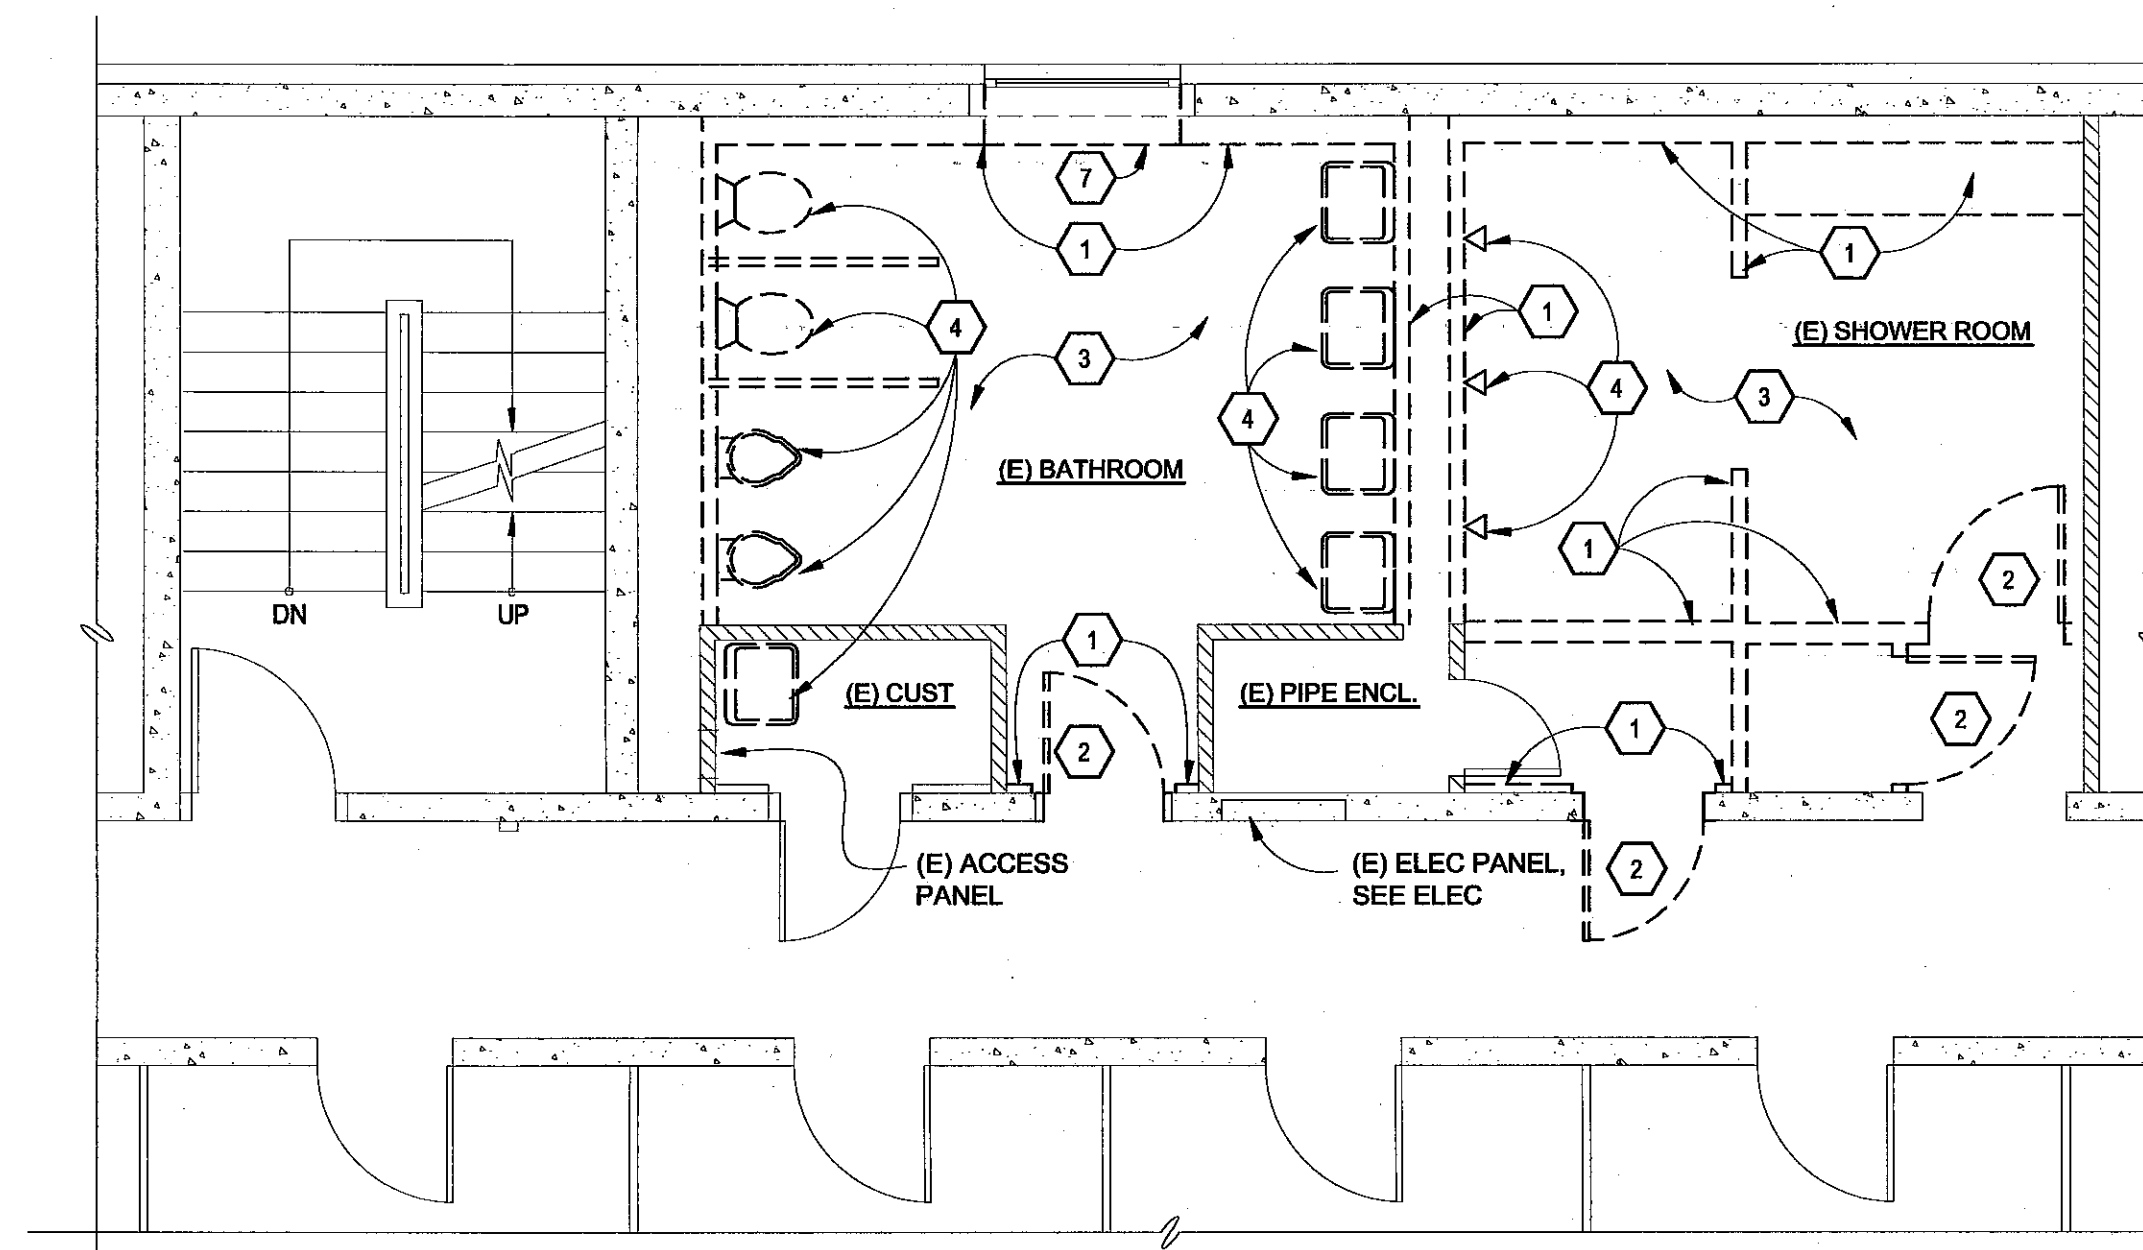 7
1
1
4
3
1
(E) SHOWER ROOM
4
4
3
(E) BATHROOM
1
2
DN
UP
1
(E) CUST
(E) PIPE ENCL.
2
1
2
(E) ACCESS
PANEL
(E) ELEC PANEL,
SEE ELEC
2